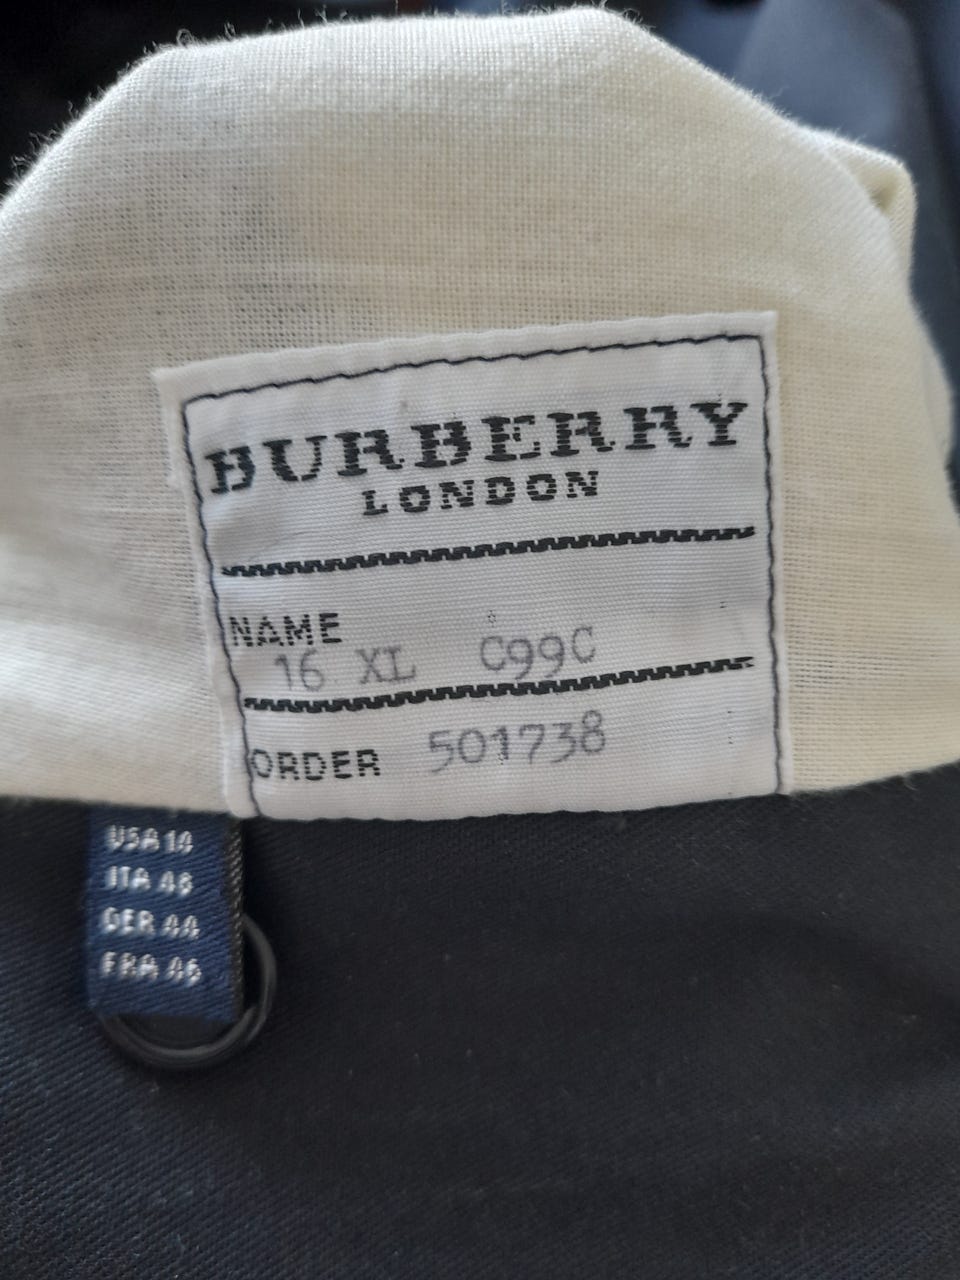 BURBERRY
LONDON
NAME
16 XL C99C
ORDER 501738
USA 14
ITA 48
GER 44
FRA 46